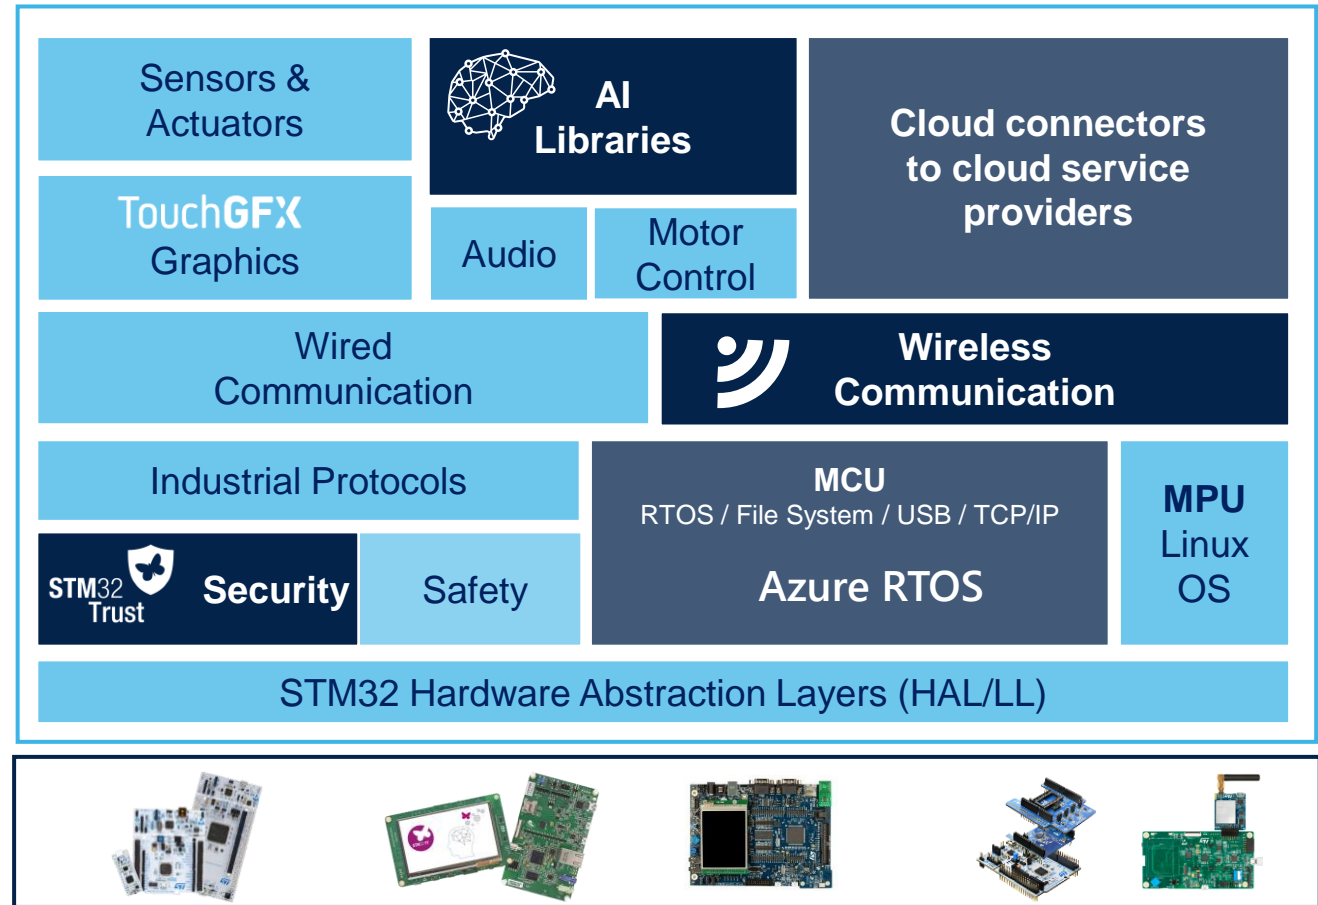 Sensors &
Actuators
AI
Libraries
Cloud connectors
to cloud service
providers
TouchGFX
Graphics
Audio
Motor
Control
Wired
Communication
Wireless
Communication
Industrial Protocols
MCU
RTOS / File System / USB / TCP/IP
Azure RTOS
MPU
Linux
OS
STM32
Trust
Security
Safety
STM32 Hardware Abstraction Layers (HAL/LL)